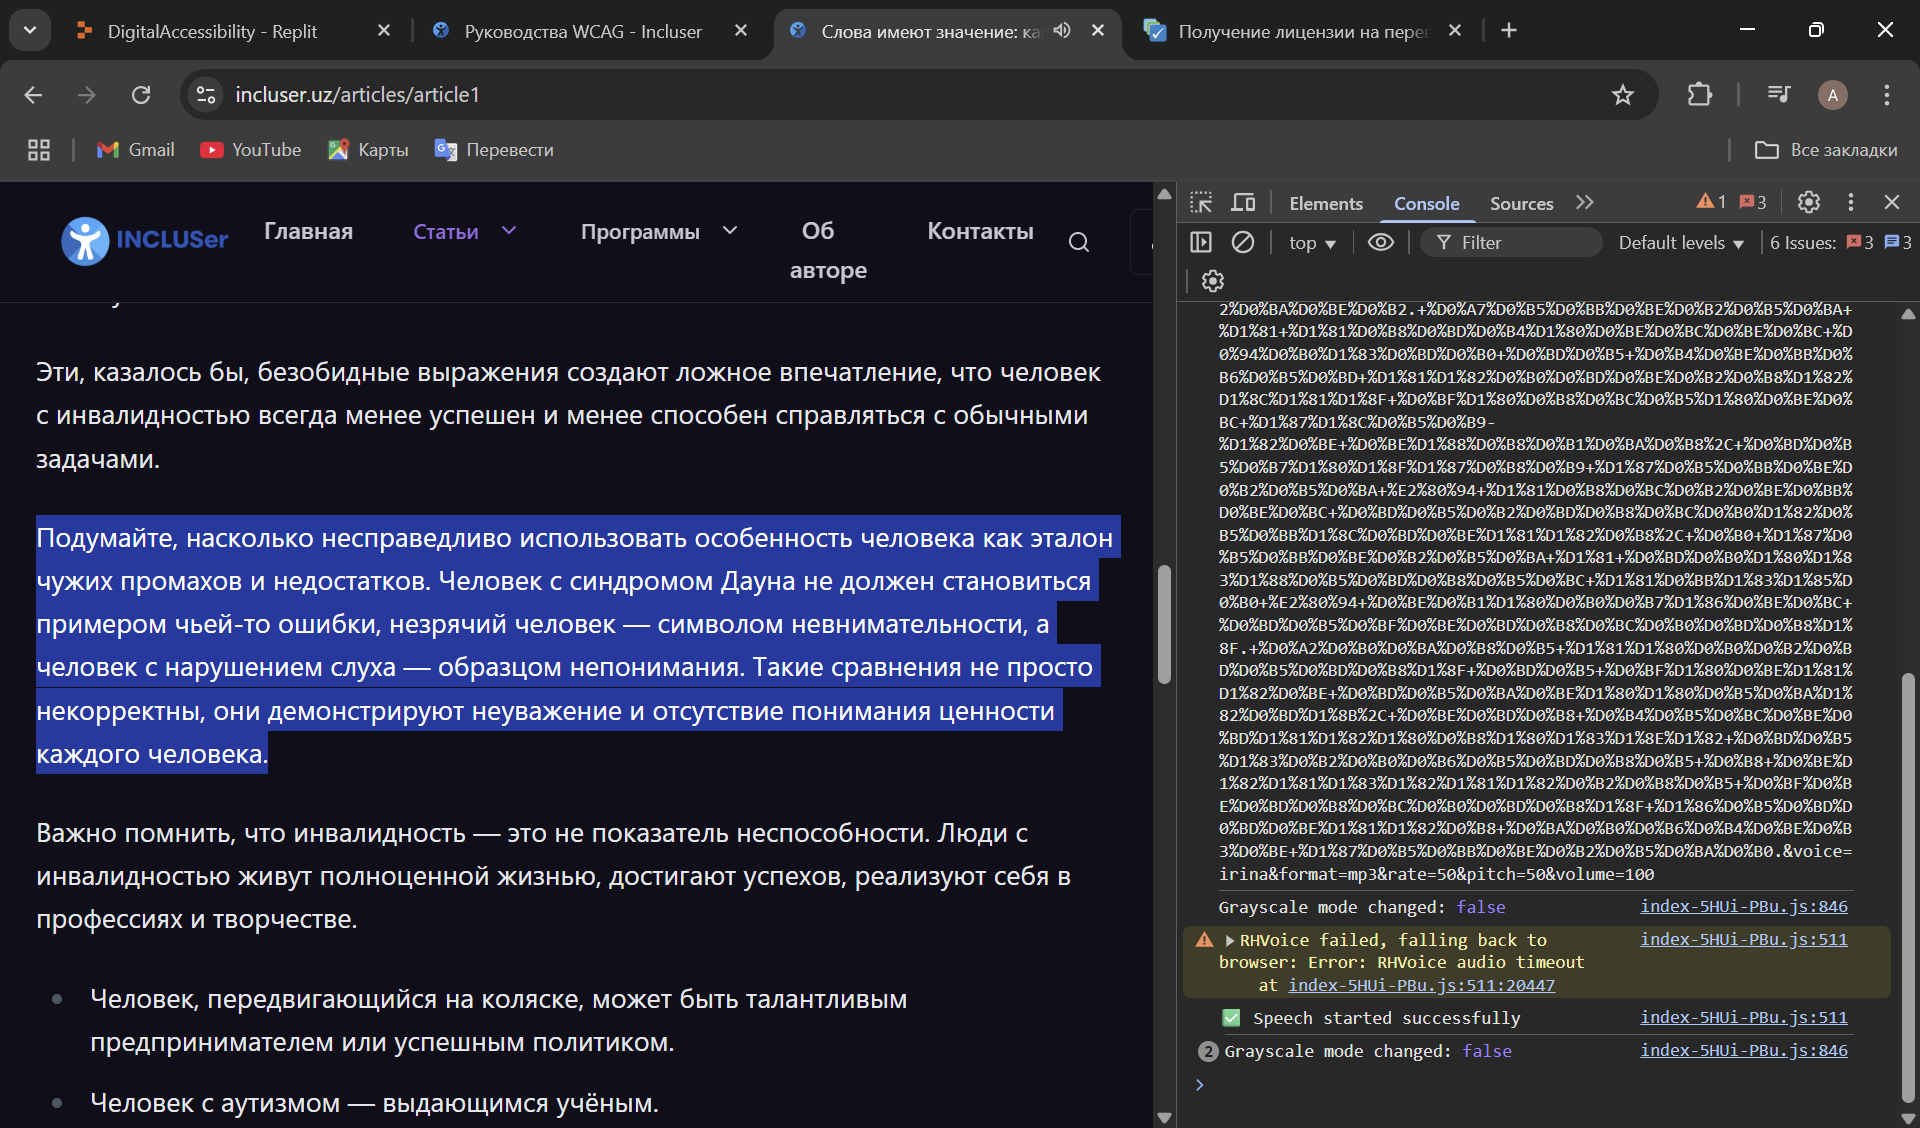 DigitalAccessibility - Replit
Руководства WCAG - Incluser
Слова имеют значение: ка
Получение лицензии на пере
incluser.uz/articles/article1
A
Gmail
YouTube
Карты
Перевести
Все закладки
INCLUSer
Главная
Статьи
Программы
Об авторе
Контакты
Эти, казалось бы, безобидные выражения создают ложное впечатление, что человек
с инвалидностью всегда менее успешен и менее способен справляться с обычными
задачами.
Подумайте, насколько несправедливо использовать особенность человека как эталон
чужих промахов и недостатков. Человек с синдромом Дауна не должен становиться
примером чьей-то ошибки, незрячий человек — символом невнимательности, а
человек с нарушением слуха — образцом непонимания. Такие сравнения не просто
некорректны, они демонстрируют неуважение и отсутствие понимания ценности
каждого человека.
Важно помнить, что инвалидность — это не показатель неспособности. Люди с
инвалидностью живут полноценной жизнью, достигают успехов, реализуют себя в
профессиях и творчестве.
Человек, передвигающийся на коляске, может быть талантливым
предпринимателем или успешным политиком.
Человек с аутизмом — выдающимся учёным.
Elements
Console
Sources
1
3
top
Filter
Default levels
6 Issues:
3
3
2%D0%BA%D0%BE%D0%B2.+%D0%A7%D0%B5%D0%BB%D0%BE%D0%B2%D0%B5%D0%BA+
%D1%81+%D1%81%D0%B8%D0%BD%D0%B4%D1%80%D0%BE%D0%BC%D0%BE%D0%BC+%D
0%94%D0%B0%D1%83%D0%BD%D0%B0+%D0%BD%D0%B5+%D0%B4%D0%BE%D0%BB%D0%
B6%D0%B5%D0%BD+%D1%81%D1%82%D0%B0%D0%BD%D0%BE%D0%B2%D0%B8%D1%82%
D1%8C%D1%81%D1%8F+%D0%BF%D1%80%D0%B8%D0%BC%D0%B5%D1%80%D0%BE%D0%
BC+%D1%87%D1%8C%D0%B5%D0%B9-
%D1%82%D0%BE+%D0%BE%D1%88%D0%B8%D0%B1%D0%BA%D0%B8%2C+%D0%BD%D0%B
5%D0%B7%D1%80%D1%8F%D1%87%D0%B8%D0%B9+%D1%87%D0%B5%D0%BB%D0%BE%D
0%B2%D0%B5%D0%BA+%E2%80%94+%D1%81%D0%B8%D0%BC%D0%B2%D0%BE%D0%BB%
D0%BE%D0%BC+%D0%BD%D0%B5%D0%B2%D0%BD%D0%B8%D0%BC%D0%B0%D1%82%D0%
B5%D0%BB%D1%8C%D0%BD%D0%BE%D1%81%D1%82%D0%B8%2C+%D0%B0+%D1%87%D0
%B5%D0%BB%D0%BE%D0%B2%D0%B5%D0%BA+%D1%81+%D0%BD%D0%B0%D1%80%D1%8
3%D1%88%D0%B5%D0%BD%D0%B8%D0%B5%D0%BC+%D1%81%D0%BB%D1%83%D1%85%D
0%B0+%E2%80%94+%D0%BE%D0%B1%D1%80%D0%B0%D0%B7%D1%86%D0%BE%D0%BC+
%D0%BD%D0%B5%D0%BF%D0%BE%D0%BD%D0%B8%D0%BC%D0%B0%D0%BD%D0%B8%D1%
8F.+%D0%A2%D0%B0%D0%BA%D0%B8%D0%B5+%D1%81%D1%80%D0%B0%D0%B2%D0%B
D%D0%B5%D0%BD%D0%B8%D1%8F+%D0%BD%D0%B5+%D0%BF%D1%80%D0%BE%D1%81%
D1%82%D0%BE+%D0%BD%D0%B5%D0%BA%D0%BE%D1%80%D1%80%D0%B5%D0%BA%D1%
82%D0%BD%D1%8B%2C+%D0%BE%D0%BD%D0%B8+%D0%B4%D0%B5%D0%BC%D0%BE%D0
%BD%D1%81%D1%82%D1%80%D0%B8%D1%80%D1%83%D1%8E%D1%82+%D0%BD%D0%B5
%D1%83%D0%B2%D0%B0%D0%B6%D0%B5%D0%BD%D0%B8%D0%B5+%D0%B8+%D0%BE%D
1%82%D1%81%D1%83%D1%82%D1%81%D1%82%D0%B2%D0%B8%D0%B5+%D0%BF%D0%B
E%D0%BD%D0%B8%D0%BC%D0%B0%D0%BD%D0%B8%D1%8F+%D1%86%D0%B5%D0%BD%D
0%BD%D0%BE%D1%81%D1%82%D0%B8+%D0%BA%D0%B0%D0%B6%D0%B4%D0%BE%D0%B
3%D0%BE+%D1%87%D0%B5%D0%BB%D0%BE%D0%B2%D0%B5%D0%BA%D0%B0.&voice=
irina&format=mp3&rate=50&pitch=50&volume=100
Grayscale mode changed: false index-5HUi-PBu.js:846
RHVoice failed, falling back to index-5HUi-PBu.js:511
browser: Error: RHVoice audio timeout
at index-5HUi-PBu.js:511:20447
Speech started successfully index-5HUi-PBu.js:511
2 Grayscale mode changed: false index-5HUi-PBu.js:846